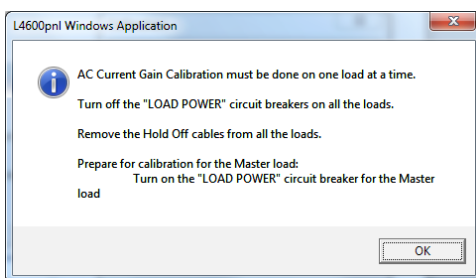 L4600pnl Windows Application
AC Current Gain Calibration must be done on one load at a time.
Turn off the "LOAD POWER" circuit breakers on all the loads.
Remove the Hold Off cables from all the loads.
Prepare for calibration for the Master load:
Turn on the "LOAD POWER" circuit breaker for the Master
load
OK